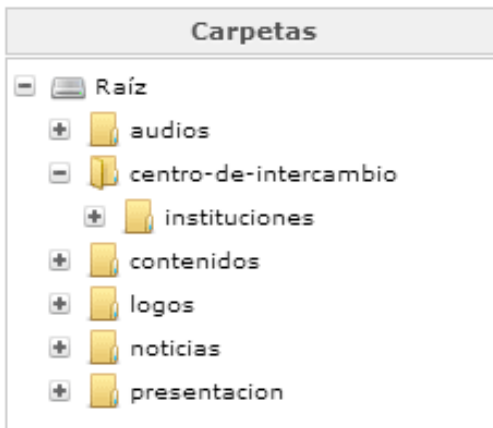 Carpetas
Raíz
audios
centro-de-intercambio
instituciones
contenidos
logos
noticias
presentacion